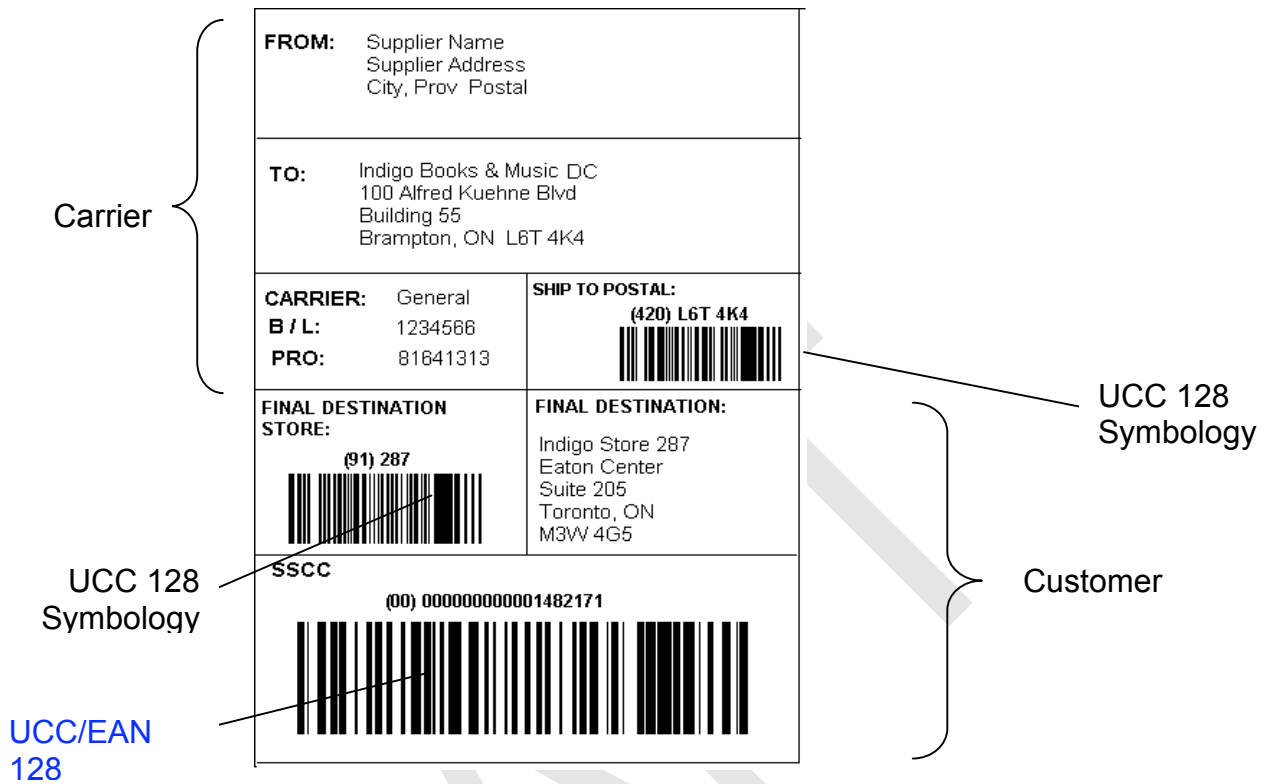 FROM: Supplier Name
Supplier Address
City, Prov Postal
TO: Indigo Books & Music DC
100 Alfred Kuehne Blvd
Building 55
Brampton, ON L6T 4K4
Carrier
CARRIER: General
B / L: 1234566
PRO: 81641313
SHIP TO POSTAL:
(420) L6T 4K4
UCC 128
Symbology
FINAL DESTINATION
STORE:
(91) 287
FINAL DESTINATION:
Indigo Store 287
Eaton Center
Suite 205
Toronto, ON
M3W 4G5
UCC 128
Symbology
Customer
SSCC
(00) 000000000001482171
UCC/EAN
128